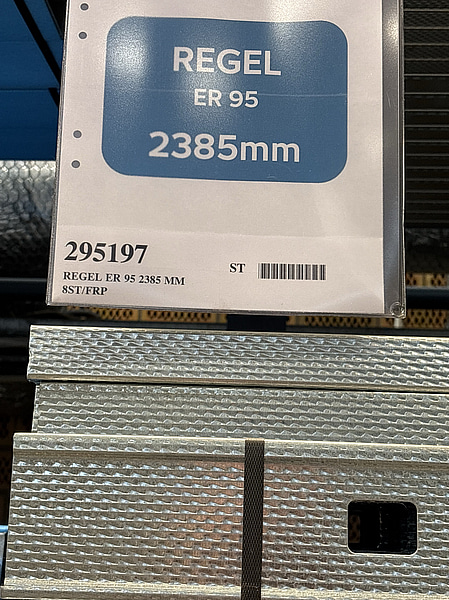 REGEL
ER 95
2385mm
295197
ST
REGEL ER 95 2385 MM
8ST/FRP